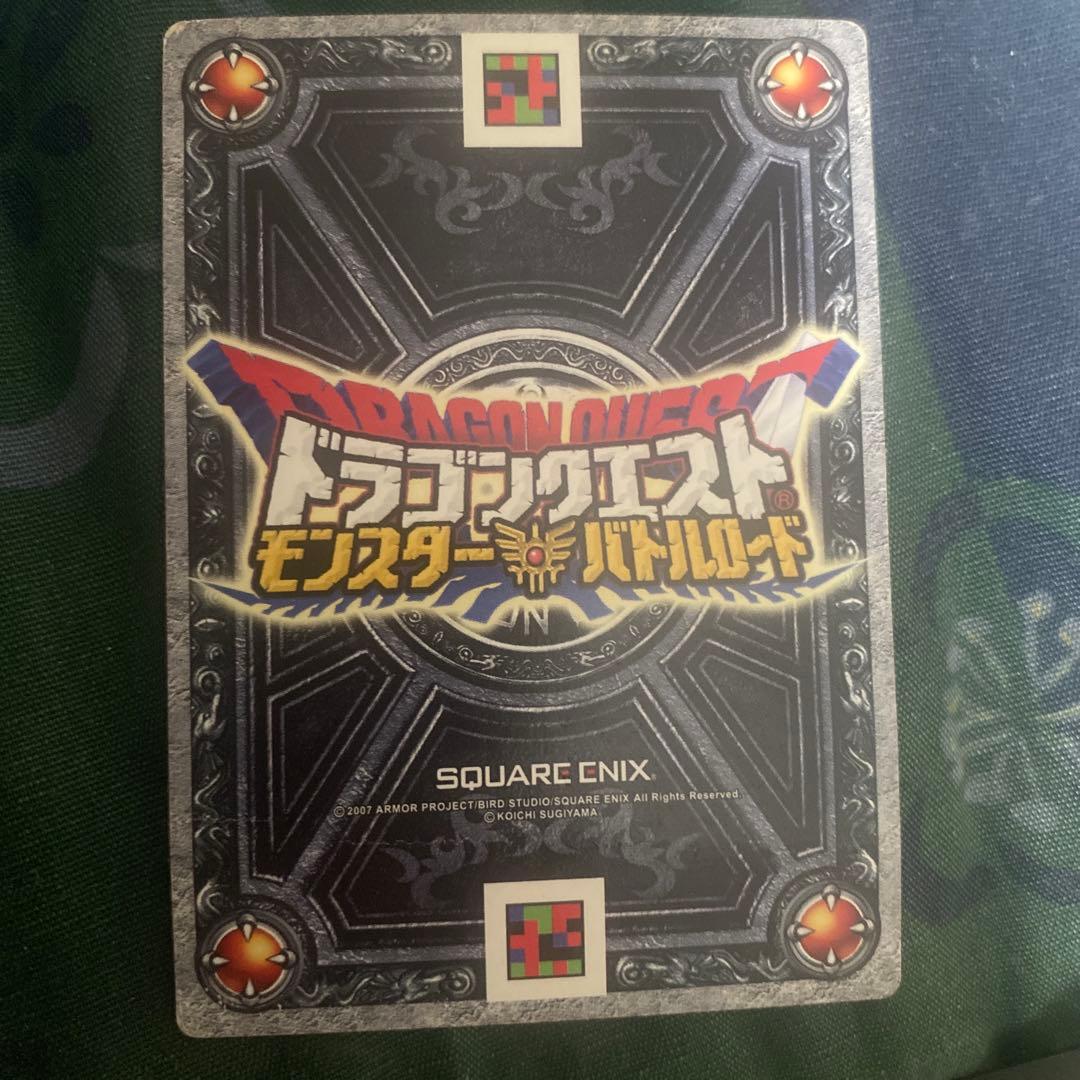 DRAGON QUEST
ドラゴンクエスト®
モンスターバトルロード
SQUARE ENIX®
©2007 ARMOR PROJECT/BIRD STUDIO/SQUARE ENIX All Rights Reserved.
©KOICHI SUGIYAMA